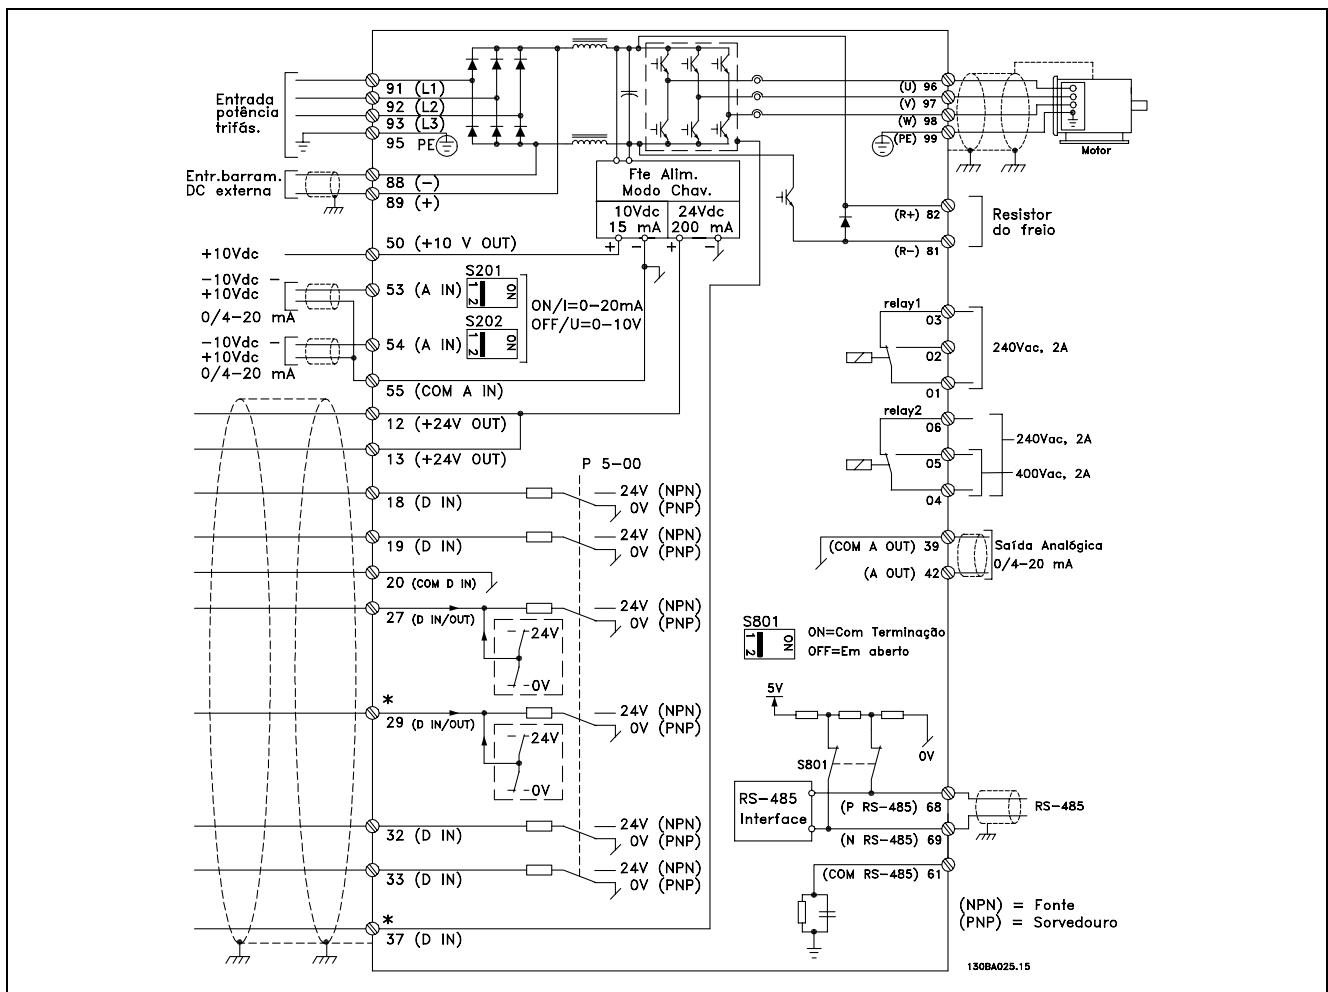 Entrada
potência
trifás.
91 (L1)
92 (L2)
93 (L3)
95 PE
Entr.barram.
DC externa
88 (−)
89 (+)
+10Vdc
50 (+10 V OUT)
−10Vdc −
+10Vdc
0/4−20 mA
53 (A IN)
S201
1 2
ON
−10Vdc −
+10Vdc
0/4−20 mA
54 (A IN)
S202
1 2
ON
ON/I=0−20mA
OFF/U=0−10V
55 (COM A IN)
12 (+24V OUT)
13 (+24V OUT)
P 5−00
18 (D IN)
24V (NPN)
0V (PNP)
19 (D IN)
24V (NPN)
0V (PNP)
20 (COM D IN)
27 (D IN/OUT)
24V (NPN)
0V (PNP)
24V
0V
*
29 (D IN/OUT)
24V (NPN)
0V (PNP)
24V
0V
32 (D IN)
24V (NPN)
0V (PNP)
33 (D IN)
24V (NPN)
0V (PNP)
*
37 (D IN)
Fte Alim.
Modo Chav.
10Vdc
15 mA
24Vdc
200 mA
+ − + −
(U) 96
(V) 97
(W) 98
(PE) 99
Motor
(R+) 82
(R−) 81
Resistor
do freio
relay1
03
02
01
240Vac, 2A
relay2
06
05
04
240Vac, 2A
400Vac, 2A
(COM A OUT) 39
(A OUT) 42
Saída Analógica
0/4−20 mA
S801
1 2
ON
ON=Com Terminação
OFF=Em aberto
5V
S801
0V
RS−485
Interface
(P RS−485) 68
(N RS−485) 69
(COM RS−485) 61
RS−485
(NPN) = Fonte
(PNP) = Sorvedouro
130BA025.15